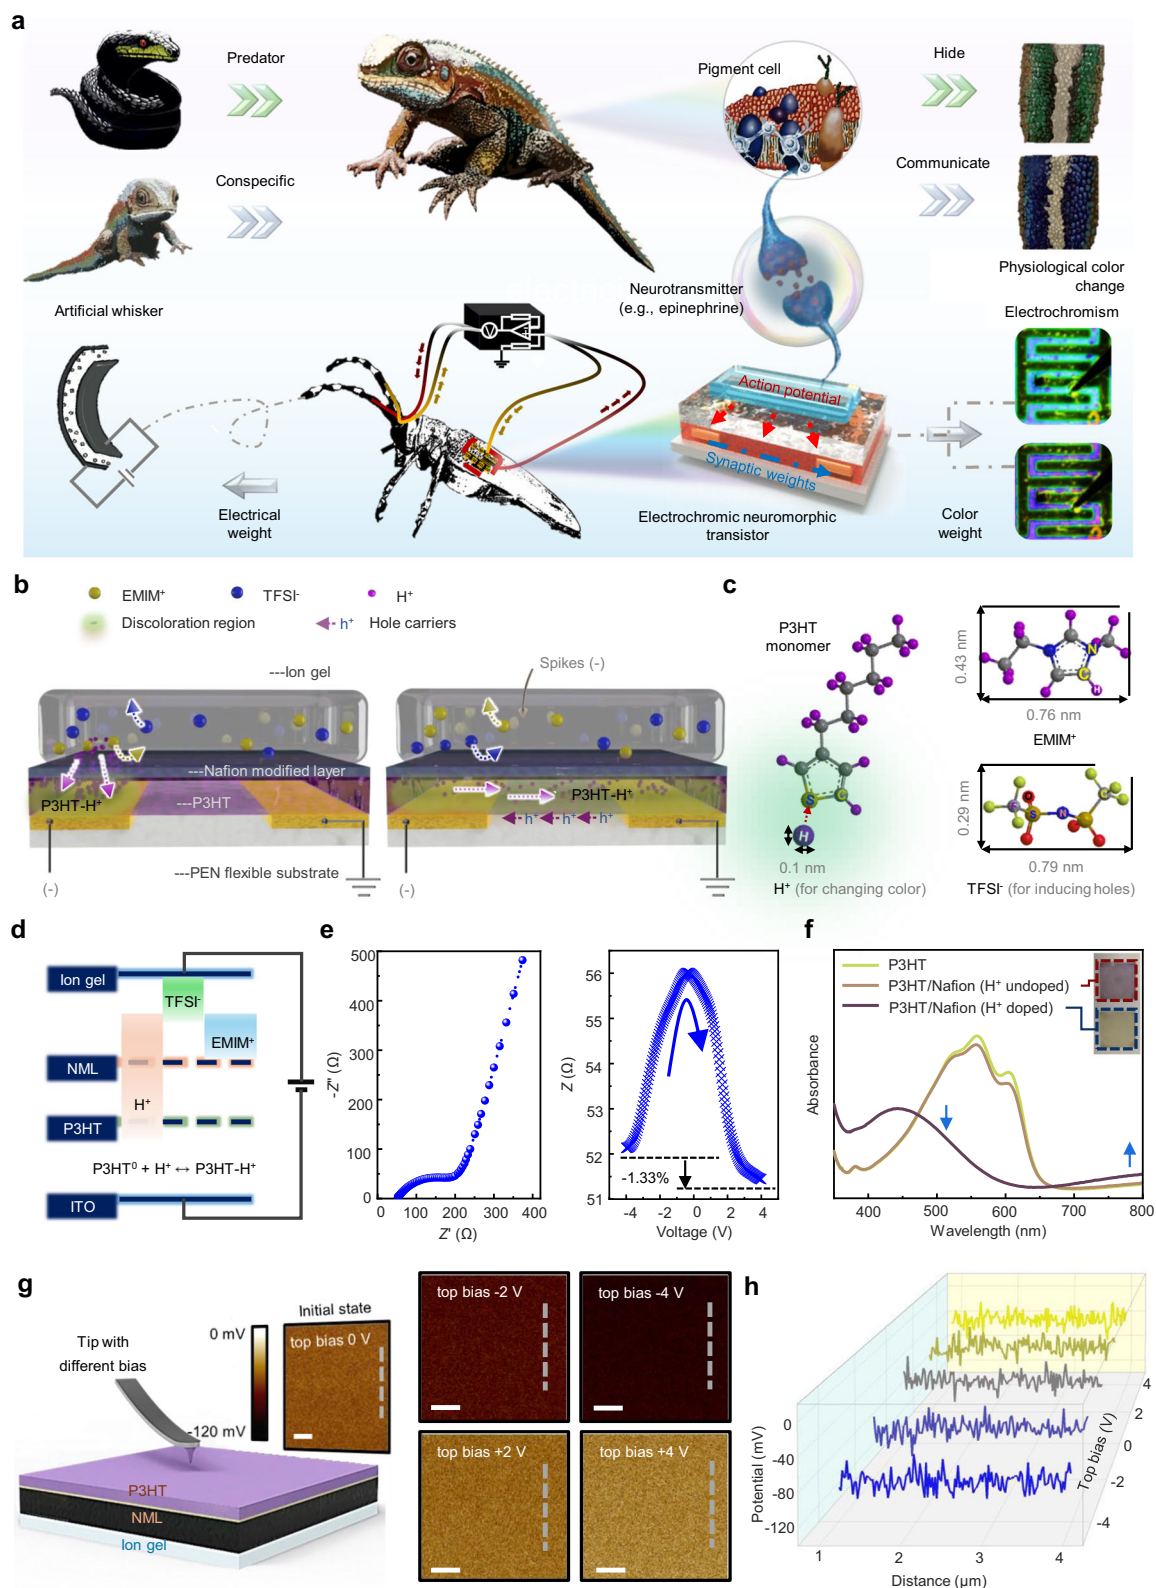 a
Predator
Conspecific
Pigment cell
Hide
Communicate
Physiological color
change
Neurotransmitter
(e.g., epinephrine)
Artificial whisker
Electrochromism
V
Action potential
Synaptic weights
Electrical
weight
Electrochromic neuromorphic
transistor
Color
weight
b
EMIM⁺
TFSI⁻
H⁺
Discoloration region
h⁺
Hole carriers
---Ion gel
Spikes (-)
---Nafion modified layer
P3HT-H⁺
---P3HT
P3HT-H⁺
h⁺ h⁺ h⁺
---PEN flexible substrate
(-)
(-)
c
P3HT
monomer
S
C
H
0.1 nm
H⁺ (for changing color)
0.43 nm
N
C
H
0.76 nm
EMIM⁺
0.29 nm
O
S
N
C
0.79 nm
TFSI⁻ (for inducing holes)
d
Ion gel
TFSI⁻
EMIM⁺
NML
H⁺
P3HT
P3HT⁰ + H⁺ ↔ P3HT-H⁺
ITO
e
-Z" (Ω)
500
400
300
200
100
0
0 100 200 300 400
Z' (Ω)
Z (Ω)
56
55
54
53
52
51
-1.33%
-4 -2 0 2 4
Voltage (V)
f
P3HT
P3HT/Nafion (H⁺ undoped)
P3HT/Nafion (H⁺ doped)
Absorbance
400 500 600 700 800
Wavelength (nm)
g
Tip with
different bias
0 mV
-120 mV
Initial state
top bias 0 V
top bias -2 V
top bias -4 V
top bias +2 V
top bias +4 V
P3HT
NML
Ion gel
h
Potential (mV)
0
-40
-80
-120
1 2 3 4
Distance (µm)
4
2
0
-2
-4
Top bias (V)